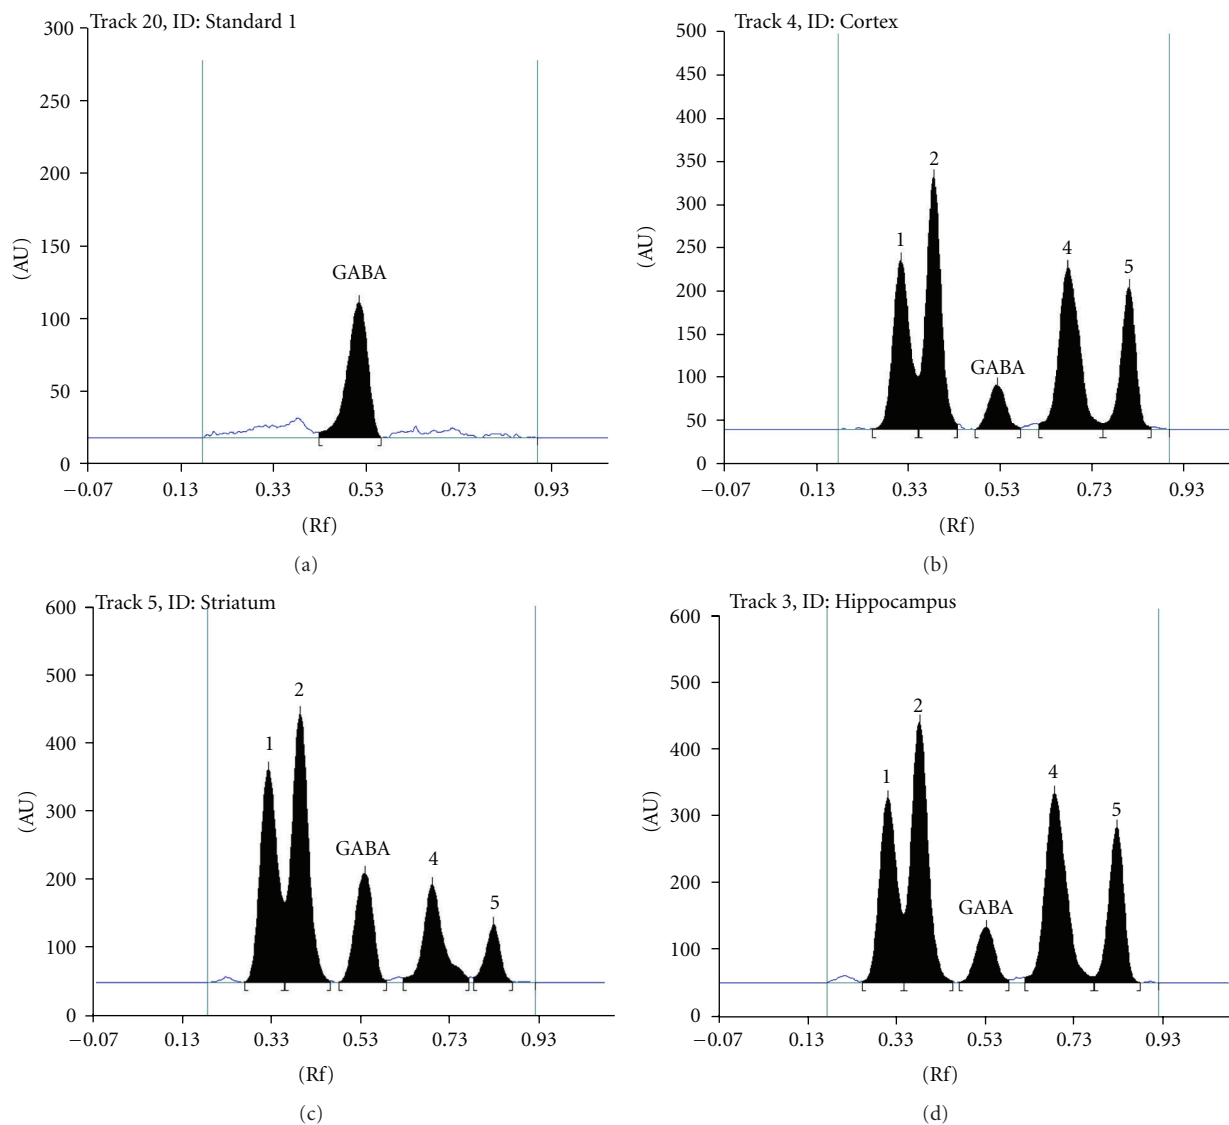 Track 20, ID: Standard 1
300
250
200
150
100
50
0
(AU)
GABA
−0.07 0.13 0.33 0.53 0.73 0.93
(Rf)
(a)
Track 4, ID: Cortex
500
450
400
350
300
250
200
150
100
50
0
(AU)
1
2
GABA
4
5
−0.07 0.13 0.33 0.53 0.73 0.93
(Rf)
(b)
Track 5, ID: Striatum
600
500
400
300
200
100
0
(AU)
1
2
GABA
4
5
−0.07 0.13 0.33 0.53 0.73 0.93
(Rf)
(c)
Track 3, ID: Hippocampus
600
500
400
300
200
100
0
(AU)
1
2
GABA
4
5
−0.07 0.13 0.33 0.53 0.73 0.93
(Rf)
(d)